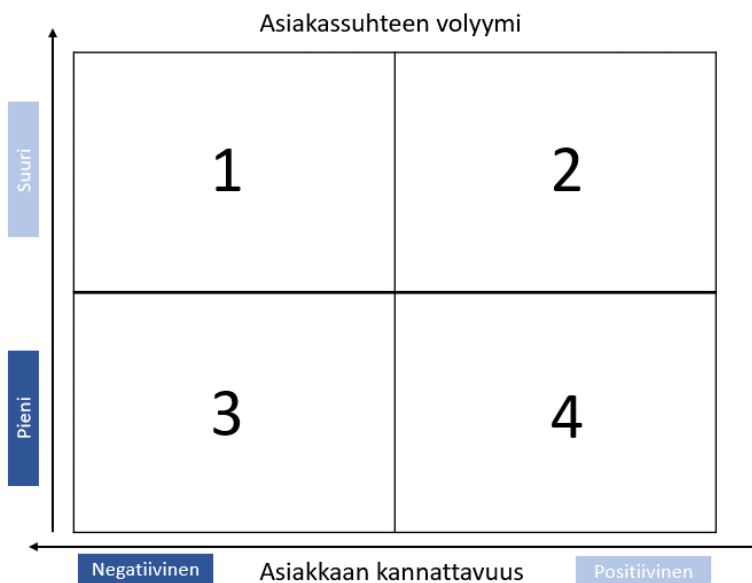 Asiakassuhteen volyymi
Suuri
1
2
Pieni
3
4
Negatiivinen
Asiakkaan kannattavuus
Positiivinen